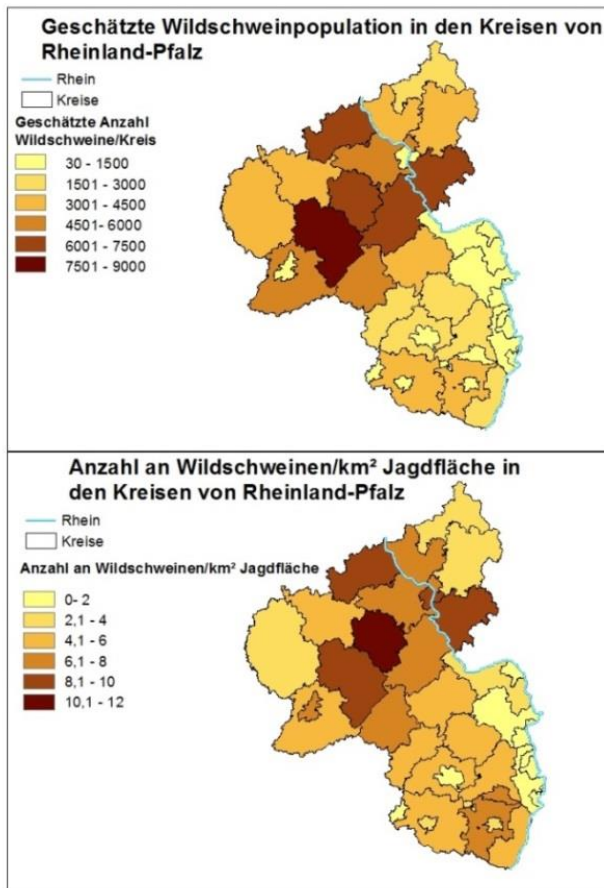 Geschätzte Wildschweinpopulation in den Kreisen von
Rheinland-Pfalz
Rhein
Kreise
Geschätzte Anzahl
Wildschweine/Kreis
30 - 1500
1501 - 3000
3001 - 4500
4501 - 6000
6001 - 7500
7501 - 9000
Anzahl an Wildschweinen/km² Jagdfläche in
den Kreisen von Rheinland-Pfalz
Rhein
Kreise
Anzahl an Wildschweinen/km² Jagdfläche
0- 2
2,1 - 4
4,1 - 6
6,1 - 8
8,1 - 10
10,1 - 12